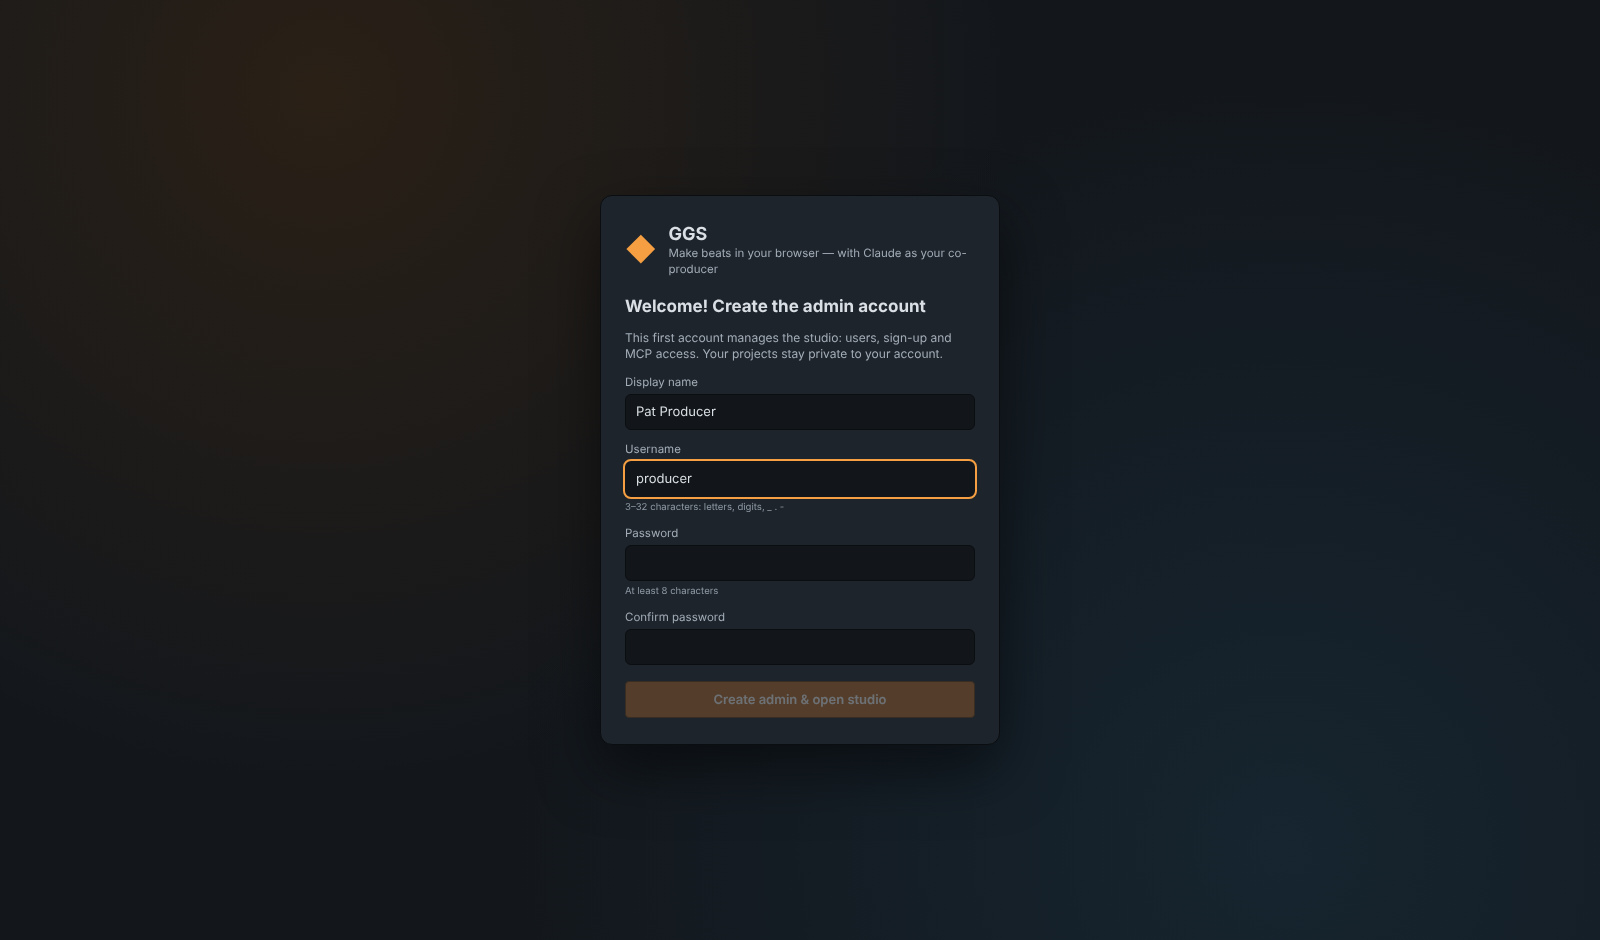 GGS
Make beats in your browser — with Claude as your co-
producer
Welcome! Create the admin account
This first account manages the studio: users, sign-up and
MCP access. Your projects stay private to your account.
Display name
Pat Producer
Username
producer
3–32 characters: letters, digits, _ . -
Password
At least 8 characters
Confirm password
Create admin & open studio